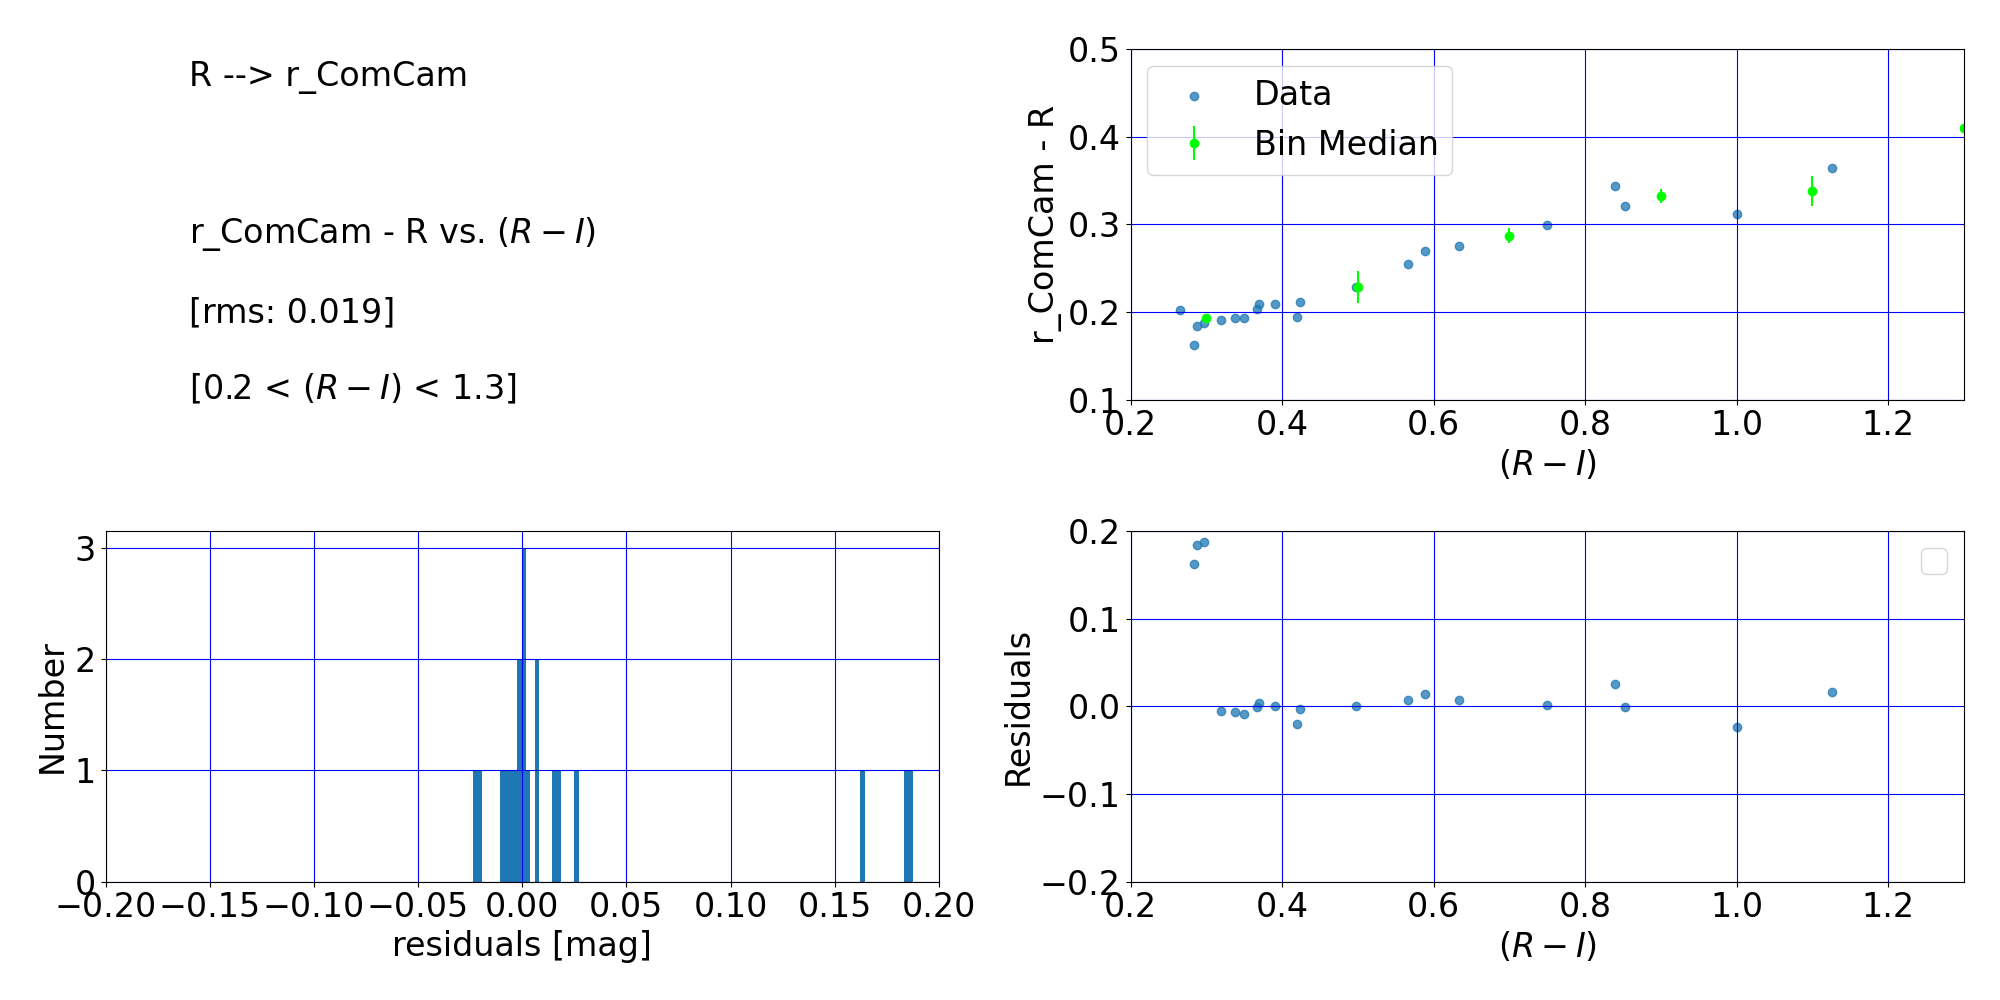 R --> r_ComCam
r_ComCam - R vs. (R − I)
[rms: 0.019]
[0.2 < (R − I) < 1.3]
0.5
0.4
0.3
0.2
0.1
r_ComCam - R
Data
Bin Median
0.2 0.4 0.6 0.8 1.0 1.2
(R − I)
3
2
1
0
Number
−0.20 −0.15 −0.10 −0.05 0.00 0.05 0.10 0.15 0.20
residuals [mag]
0.2
0.1
0.0
−0.1
−0.2
Residuals
0.2 0.4 0.6 0.8 1.0 1.2
(R − I)